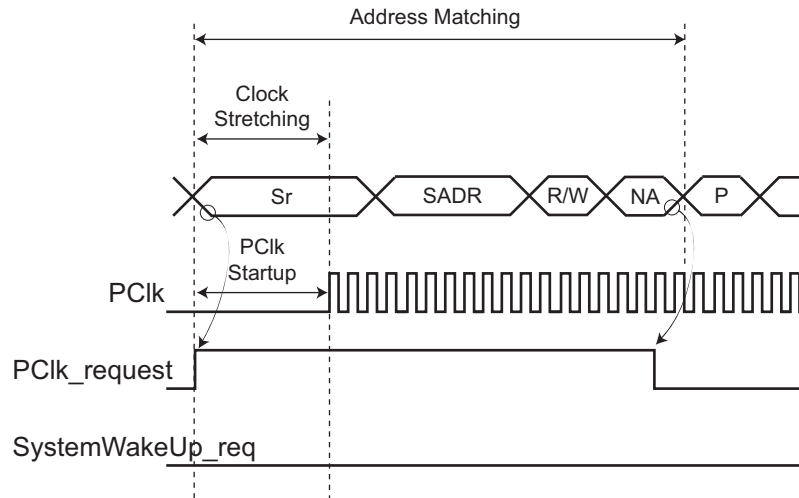 Address Matching
Clock
Stretching
Sr SADR R/W NA P
PClk
Startup
PClk
PClk_request
SystemWakeUp_req